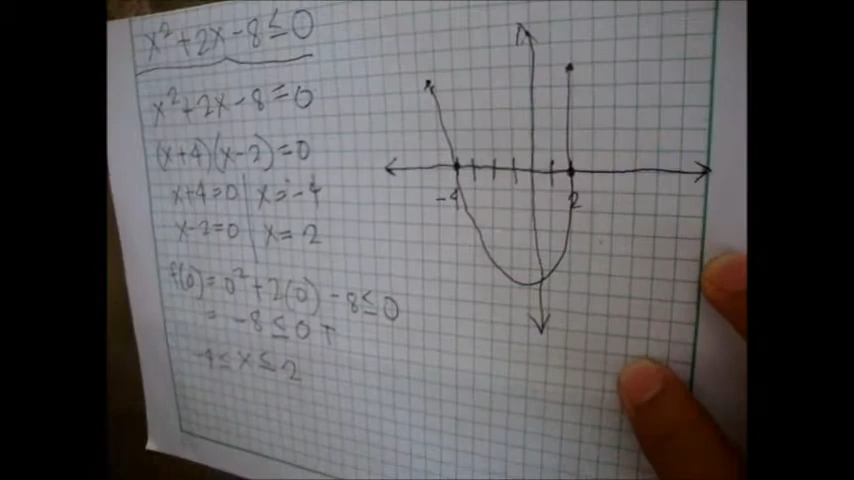 x²+2x-8≤0
x²+2x-8=0
(x+4)(x-2)=0
x+4=0 | x=-4
x-2=0 | x=2
f(0)=0²+2(0)-8≤0
= -8≤0 T
-4≤x≤2
-4
2